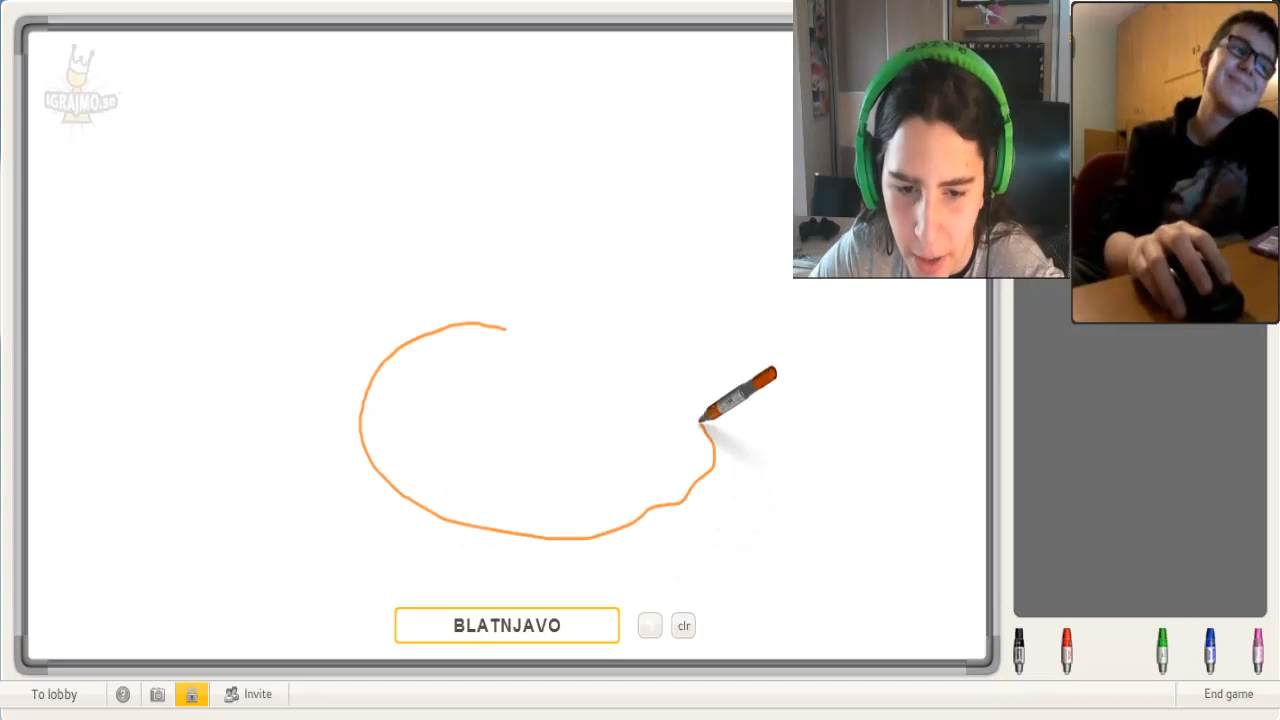 IGRAJMO.se
BLATNJAVO
clr
To lobby
Invite
End game